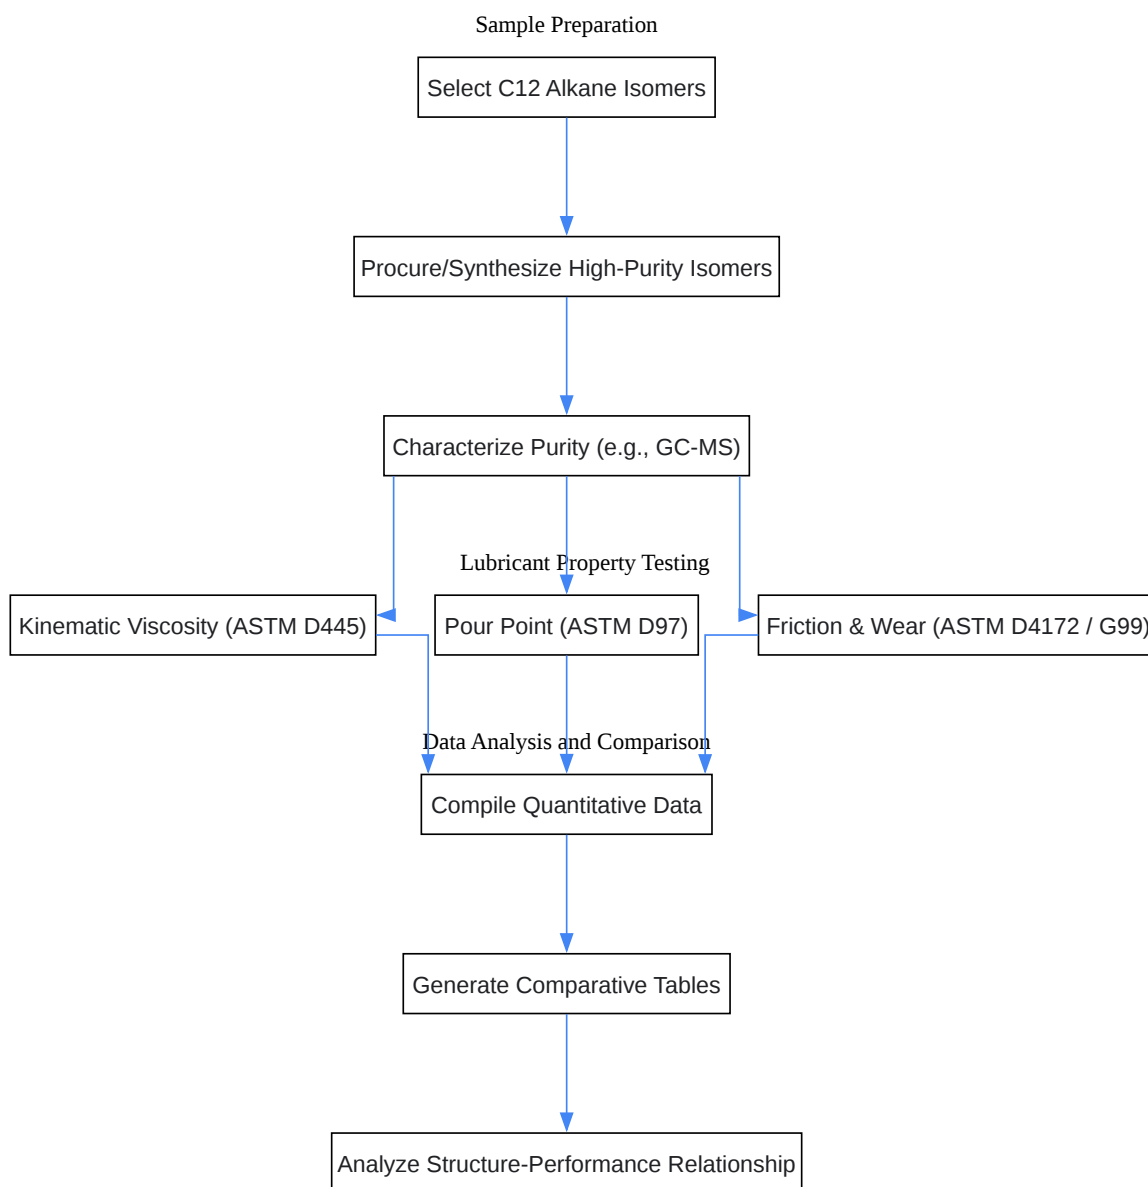 Sample Preparation
Select C12 Alkane Isomers
Procure/Synthesize High-Purity Isomers
Characterize Purity (e.g., GC-MS)
Lubricant Property Testing
Kinematic Viscosity (ASTM D445)
Pour Point (ASTM D97)
Friction & Wear (ASTM D4172 / G99)
Data Analysis and Comparison
Compile Quantitative Data
Generate Comparative Tables
Analyze Structure-Performance Relationship